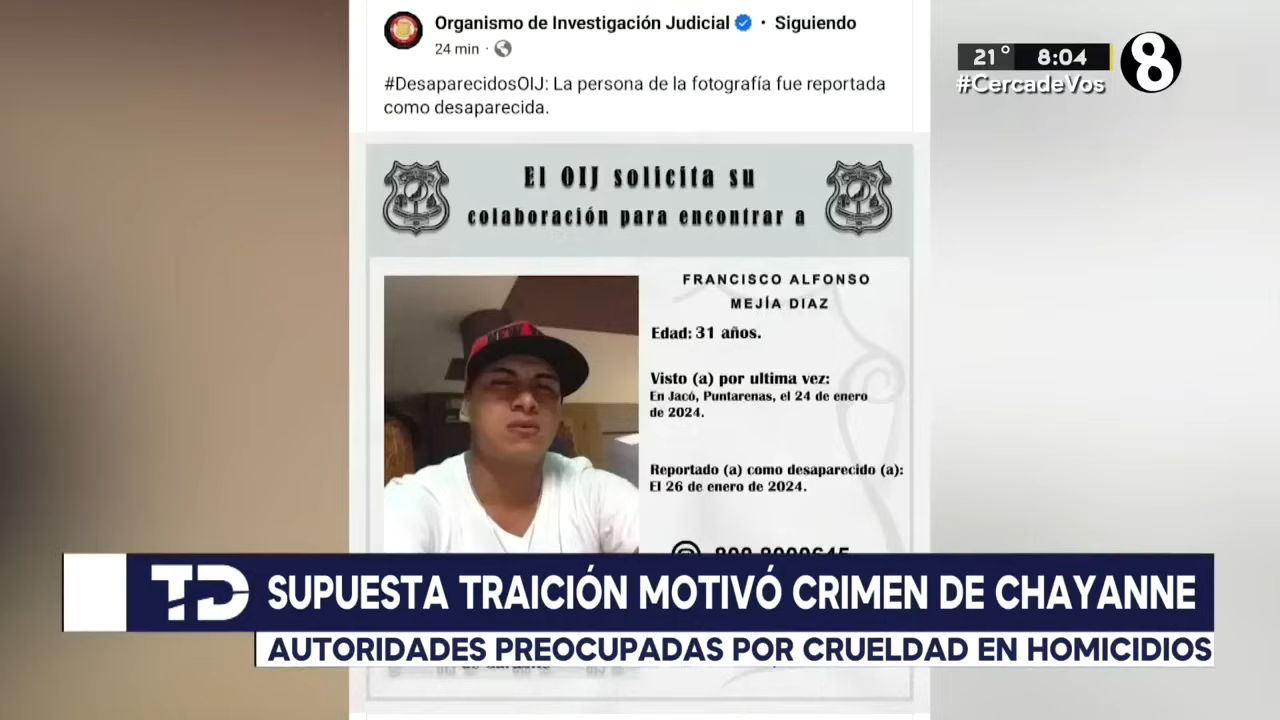 Organismo de Investigación Judicial · Siguiendo
24 min ·
#DesaparecidosOIJ: La persona de la fotografía fue reportada
como desaparecida.
21° 8:04
8
#CercadeVos
El OIJ solicita su
colaboración para encontrar a
FRANCISCO ALFONSO
MEJÍA DIAZ
Edad: 31 años.
Visto (a) por ultima vez:
En Jacó, Puntarenas, el 24 de enero
de 2024.
Reportado (a) como desaparecido (a):
El 26 de enero de 2024.
800 8000645
TD SUPUESTA TRAICIÓN MOTIVÓ CRIMEN DE CHAYANNE
AUTORIDADES PREOCUPADAS POR CRUELDAD EN HOMICIDIOS